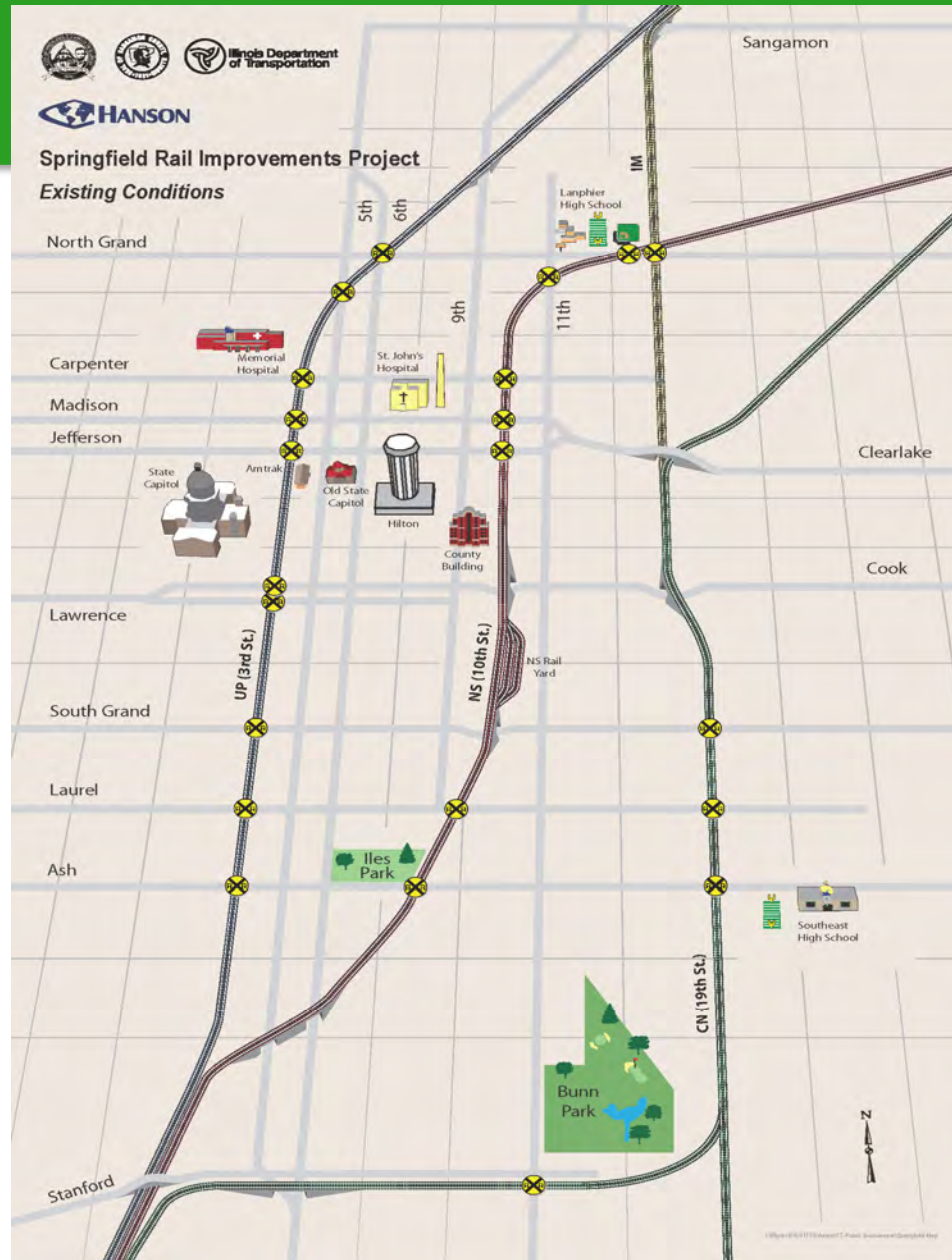 Illinois Department
of Transportation
HANSON
Springfield Rail Improvements Project
Existing Conditions
Sangamon
IM
Lanphier
High School
5th
6th
North Grand
9th
11th
Memorial
Hospital
St. John's
Hospital
Carpenter
Madison
Jefferson
Clearlake
State
Capitol
Amtrak
Old State
Capitol
Hilton
County
Building
Cook
Lawrence
UP (3rd St.)
NS (10th St.)
NS Rail
Yard
South Grand
Laurel
Ash
Iles
Park
Southeast
High School
CN (19th St.)
Bunn
Park
N
Stanford